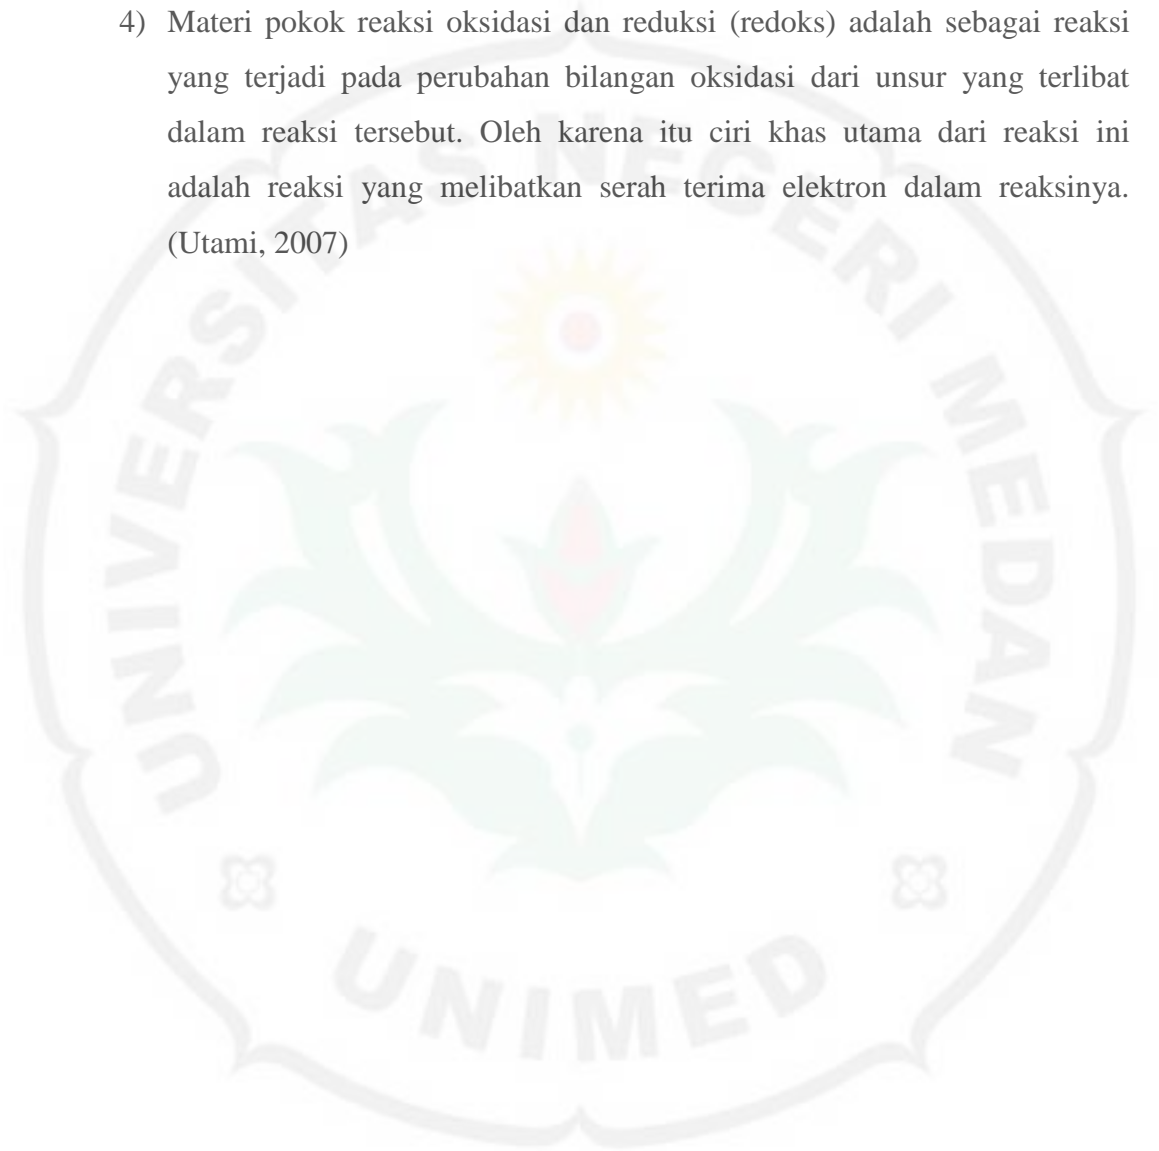 4) Materi pokok reaksi oksidasi dan reduksi (redoks) adalah sebagai reaksi
yang terjadi pada perubahan bilangan oksidasi dari unsur yang terlibat
dalam reaksi tersebut. Oleh karena itu ciri khas utama dari reaksi ini
adalah reaksi yang melibatkan serah terima elektron dalam reaksinya.
(Utami, 2007)
UNIVERSITAS NEGERI MEDAN
UNIMED